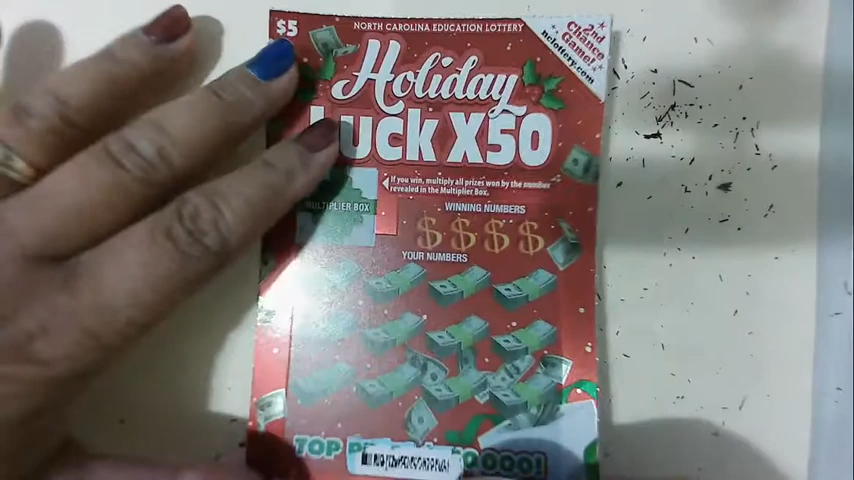 $5 NORTH CAROLINA EDUCATION LOTTERY
2nd
Chance
Game!
nclottery.com
Holiday
LUCK X50
If you win, multiply all prizes won by the number
revealed in the Multiplier Box.
MULTIPLIER BOX
WINNING NUMBERS
$ $ $ $
YOUR NUMBERS
TOP